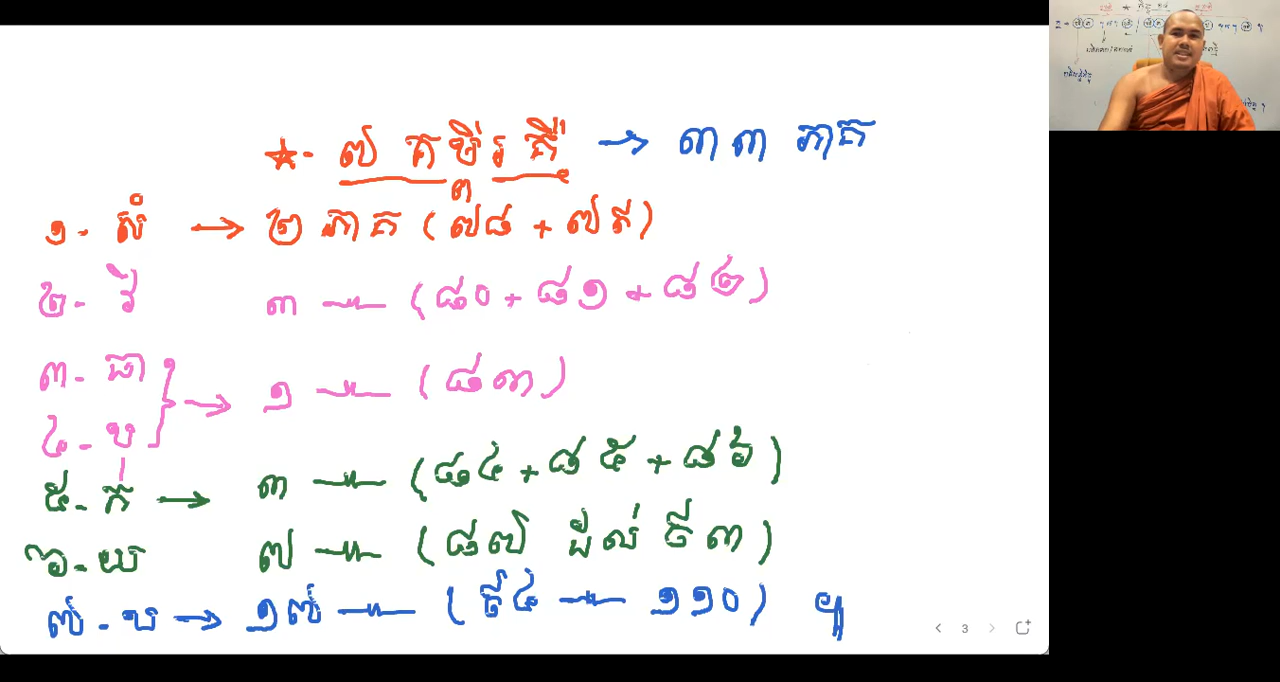 ★- ៧ គម្ពីរ គឺ → ៣៣ ភាគ
១- សំ → ២ ភាគ (៧៨ + ៧៩)
២- វិ ៣ —"— (៨០ + ៨១ + ៨២)
៣- ធា
៤- បុ → ១ —"— (៨៣)
៥- ក → ៣ —"— (៨៤ + ៨៥ + ៨៦)
៦- យ ៧ —"— (៨៧ ដល់ ៩៣)
៧- ប → ១៧ —"— (៩៤ —"— ១១០) ៕
3